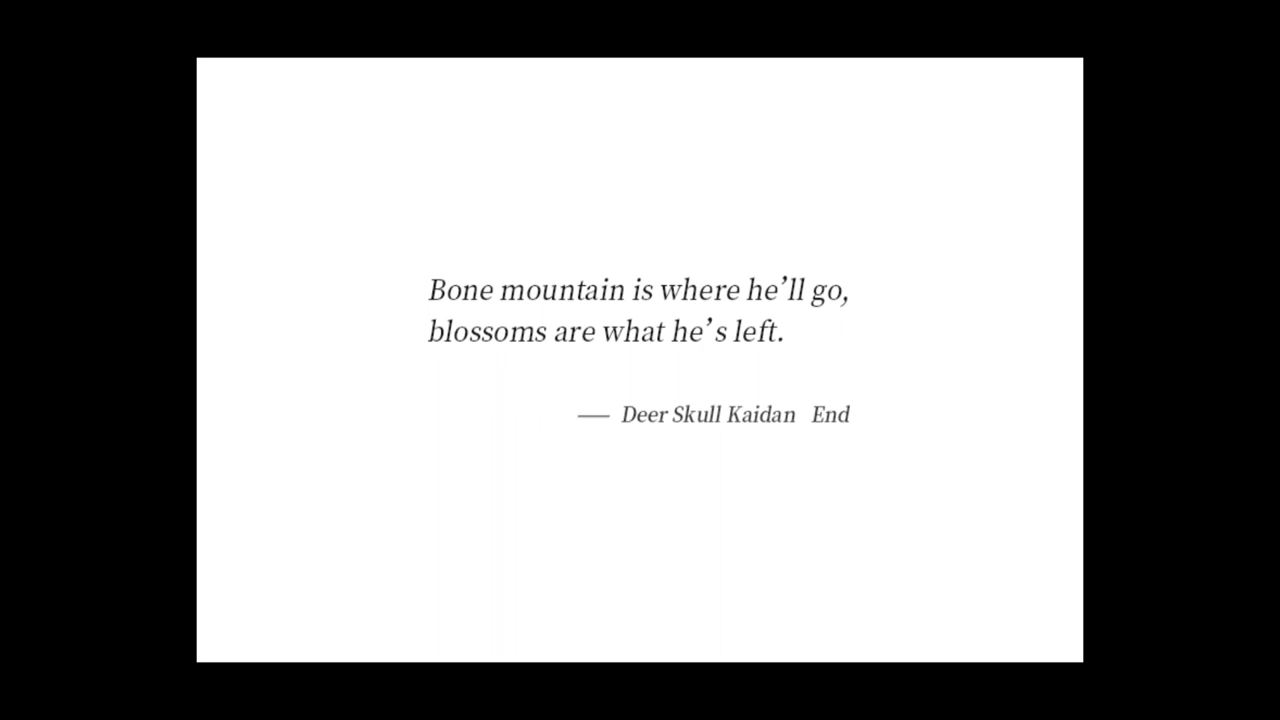 Bone mountain is where he’ll go,
blossoms are what he’s left.
—— Deer Skull Kaidan End